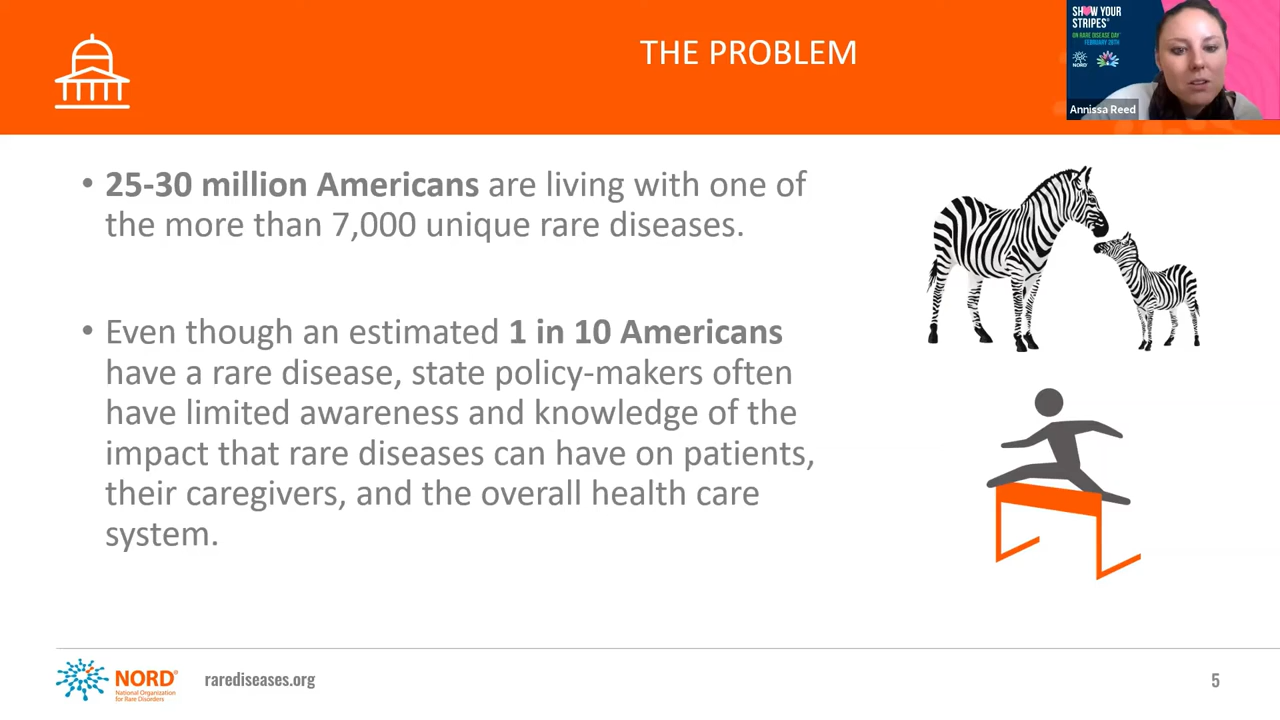 THE PROBLEM
SHOW YOUR
STRIPES®
ON RARE DISEASE DAY
FEBRUARY 28TH
NORD
Annissa Reed
• 25-30 million Americans are living with one of
the more than 7,000 unique rare diseases.
• Even though an estimated 1 in 10 Americans
have a rare disease, state policy-makers often
have limited awareness and knowledge of the
impact that rare diseases can have on patients,
their caregivers, and the overall health care
system.
NORD®
National Organization
for Rare Disorders
rarediseases.org
5